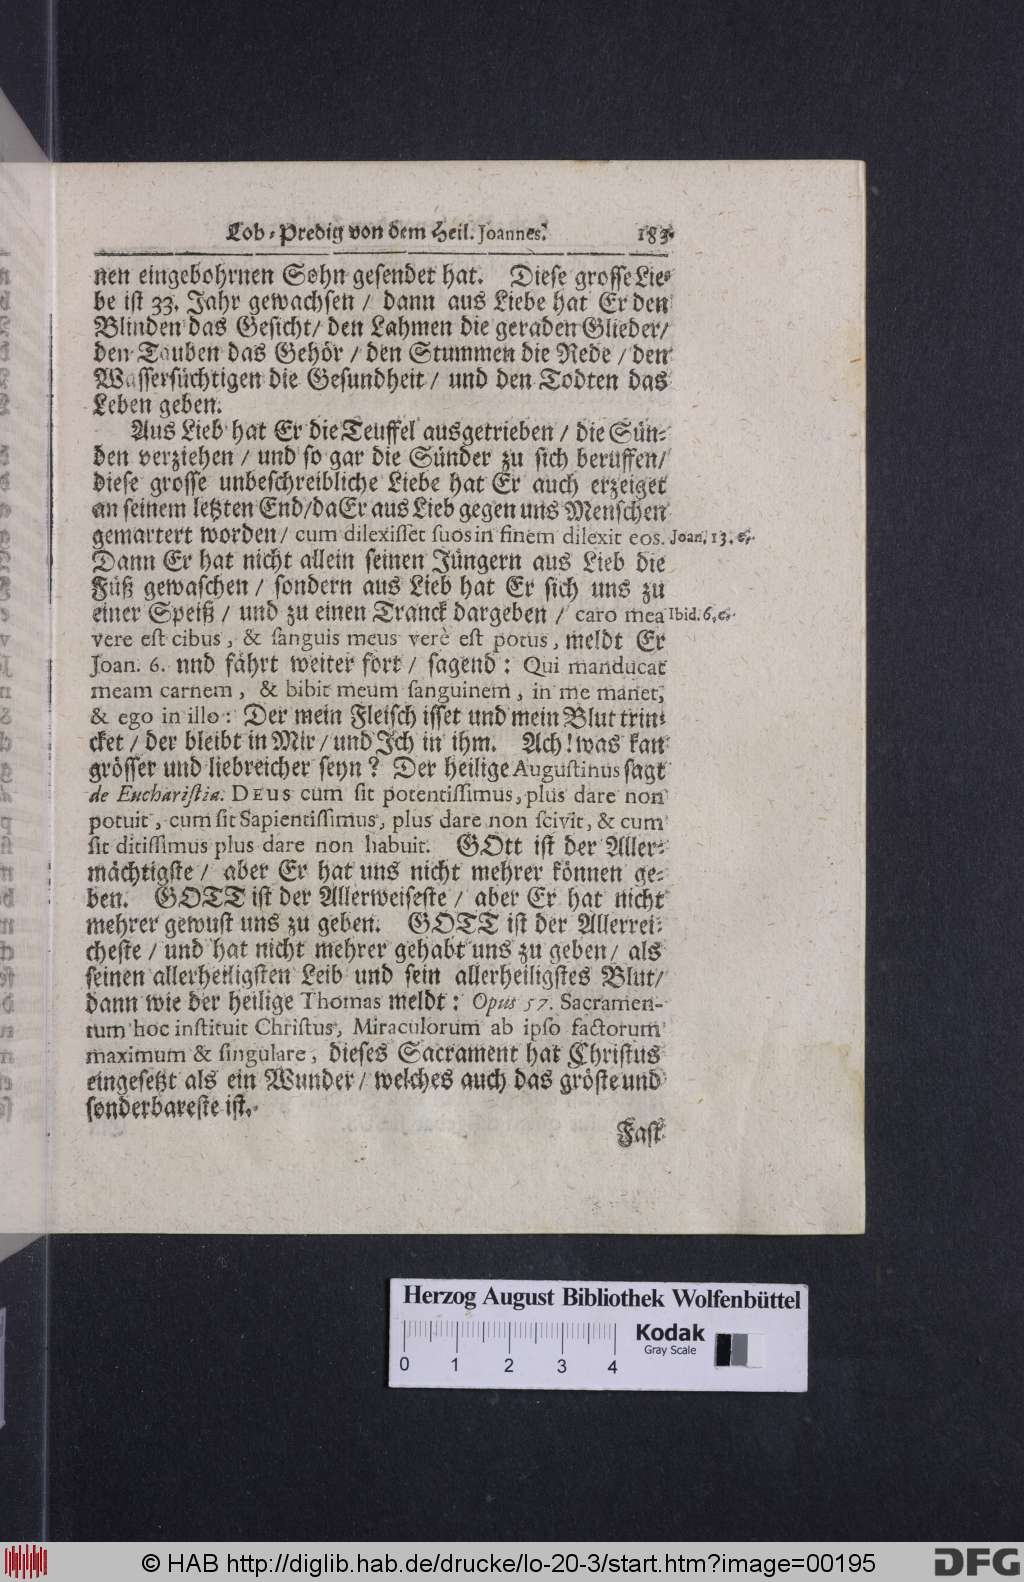 Lob-Predig von dem Heil. Joannes. 183
nen eingebohrnen Sohn gesendet hat. Diese grosse Lie-
be ist 33. Jahr gewachsen / dann aus Liebe hat Er den
Blinden das Gesicht / den Lahmen die geraden Glieder /
den Tauben das Gehör / den Stummen die Rede / den
Wassersüchtigen die Gesundheit / und den Todten das
Leben geben.
Aus Lieb hat Er die Teuffel ausgetrieben / die Sün-
den verziehen / und so gar die Sünder zu sich beruffen /
diese grosse unbeschreibliche Liebe hat Er auch erzeiget
an seinem letzten End / da Er aus Lieb gegen uns Menschen
gemartert worden / cum dilexisset suos in finem dilexit eos. Joan. 13. c.
Dann Er hat nicht allein seinen Jüngern aus Lieb die
Füß gewaschen / sondern aus Lieb hat Er sich uns zu
einer Speiß / und zu einen Tranck dargeben / caro mea Ibid. 6. c.
vere est cibus, & sanguis meus verè est potus, meldt Er
Joan. 6. und fährt weiter fort / sagend: Qui manducat
meam carnem, & bibit meum sanguinem, in me manet,
& ego in illo: Der mein Fleisch isset und mein Blut trin-
cket / der bleibt in Mir / und Ich in ihm. Ach! was kan
grösser und liebreicher seyn? Der heilige Augustinus sagt
de Eucharistia. DEUS cum sit potentissimus, plus dare non
potuit, cum sit Sapientissimus, plus dare non scivit, & cum
sit ditissimus plus dare non habuit. GOtt ist der Aller-
mächtigste / aber Er hat uns nicht mehrer können ge-
ben. GOTT ist der Allerweiseste / aber Er hat nicht
mehrer gewust uns zu geben. GOTT ist der Allerrei-
cheste / und hat nicht mehrer gehabt uns zu geben / als
seinen allerheiligsten Leib und sein allerheiligstes Blut /
dann wie der heilige Thomas meldt: Opus 57. Sacramen-
tum hoc instituit Christus, Miraculorum ab ipso factorum
maximum & singulare, dieses Sacrament hat Christus
eingesetzt als ein Wunder / welches auch das gröste und
sonderbareste ist.
Fast
Herzog August Bibliothek Wolfenbüttel
Kodak
Gray Scale
0 1 2 3 4
© HAB http://diglib.hab.de/drucke/lo-20-3/start.htm?image=00195
DFG